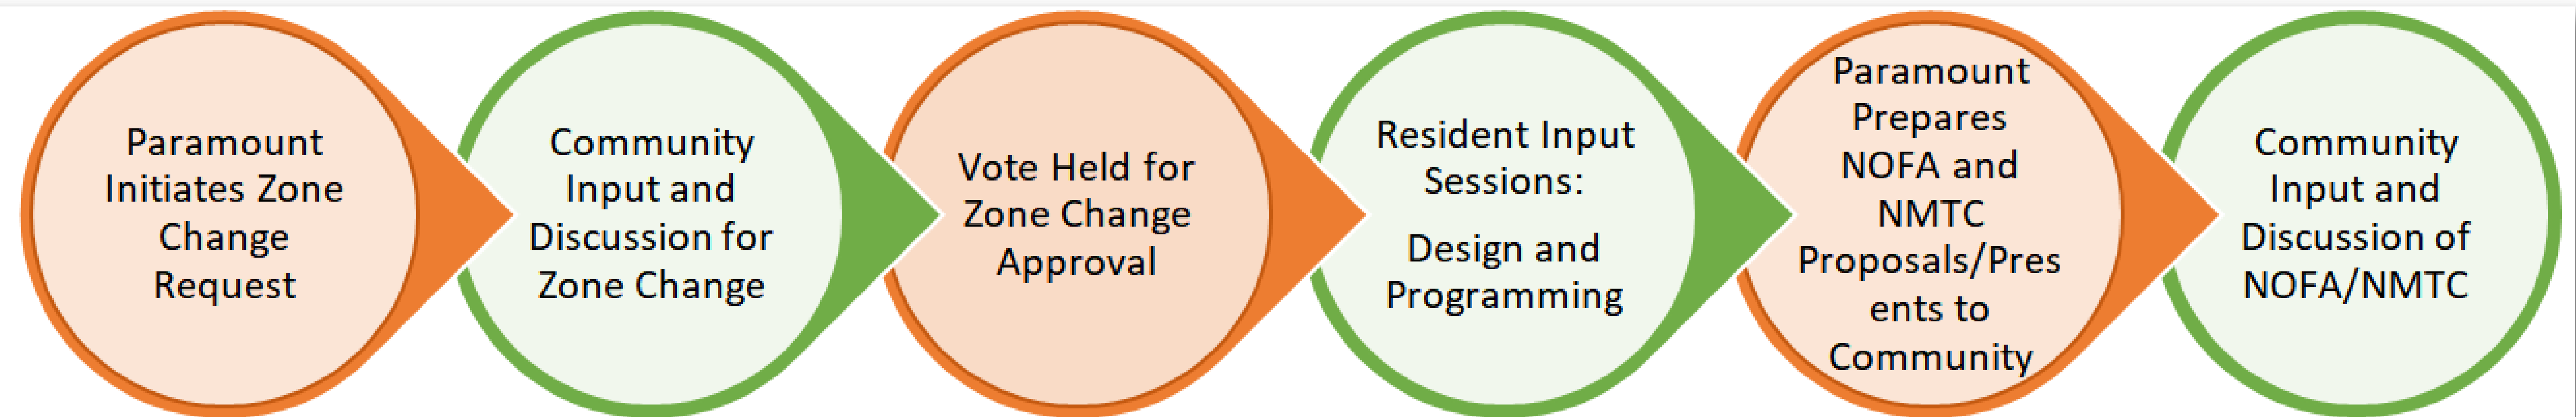 Paramount
Initiates Zone
Change
Request
Community
Input and
Discussion for
Zone Change
Vote Held for
Zone Change
Approval
Resident Input
Sessions:
Design and
Programming
Paramount
Prepares
NOFA and
NMTC
Proposals/Pres
ents to
Community
Community
Input and
Discussion of
NOFA/NMTC